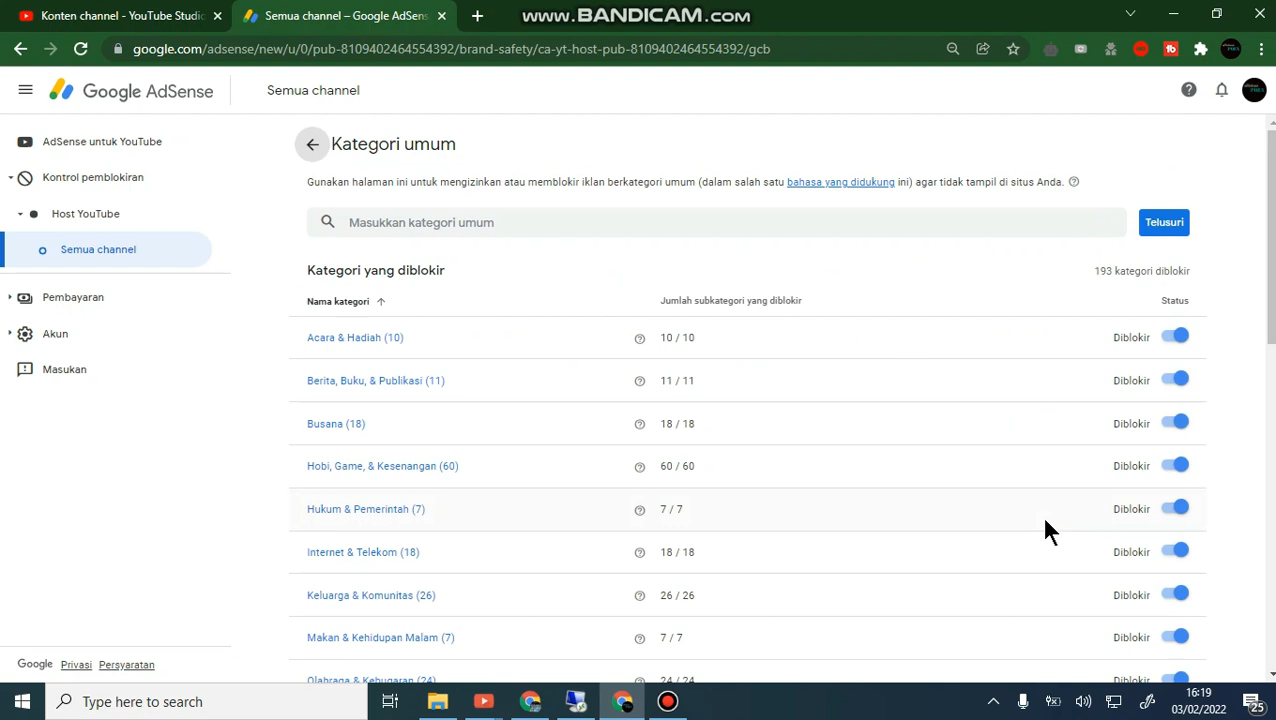 Konten channel - YouTube Studio
Semua channel – Google AdSens
www.BANDICAM.com
google.com/adsense/new/u/0/pub-8109402464554392/brand-safety/ca-yt-host-pub-8109402464554392/gcb
Google AdSense
Semua channel
AdSense untuk YouTube
Kontrol pemblokiran
Host YouTube
Semua channel
Pembayaran
Akun
Masukan
Kategori umum
Gunakan halaman ini untuk mengizinkan atau memblokir iklan berkategori umum (dalam salah satu bahasa yang didukung ini) agar tidak tampil di situs Anda.
Masukkan kategori umum
Telusuri
Kategori yang diblokir
193 kategori diblokir
Nama kategori
Jumlah subkategori yang diblokir
Status
Acara & Hadiah (10) 10 / 10 Diblokir
Berita, Buku, & Publikasi (11) 11 / 11 Diblokir
Busana (18) 18 / 18 Diblokir
Hobi, Game, & Kesenangan (60) 60 / 60 Diblokir
Hukum & Pemerintah (7) 7 / 7 Diblokir
Internet & Telekom (18) 18 / 18 Diblokir
Keluarga & Komunitas (26) 26 / 26 Diblokir
Makan & Kehidupan Malam (7) 7 / 7 Diblokir
Olahraga & Kebugaran (24) 24 / 24
Google Privasi Persyaratan
Type here to search
16:19
03/02/2022
25